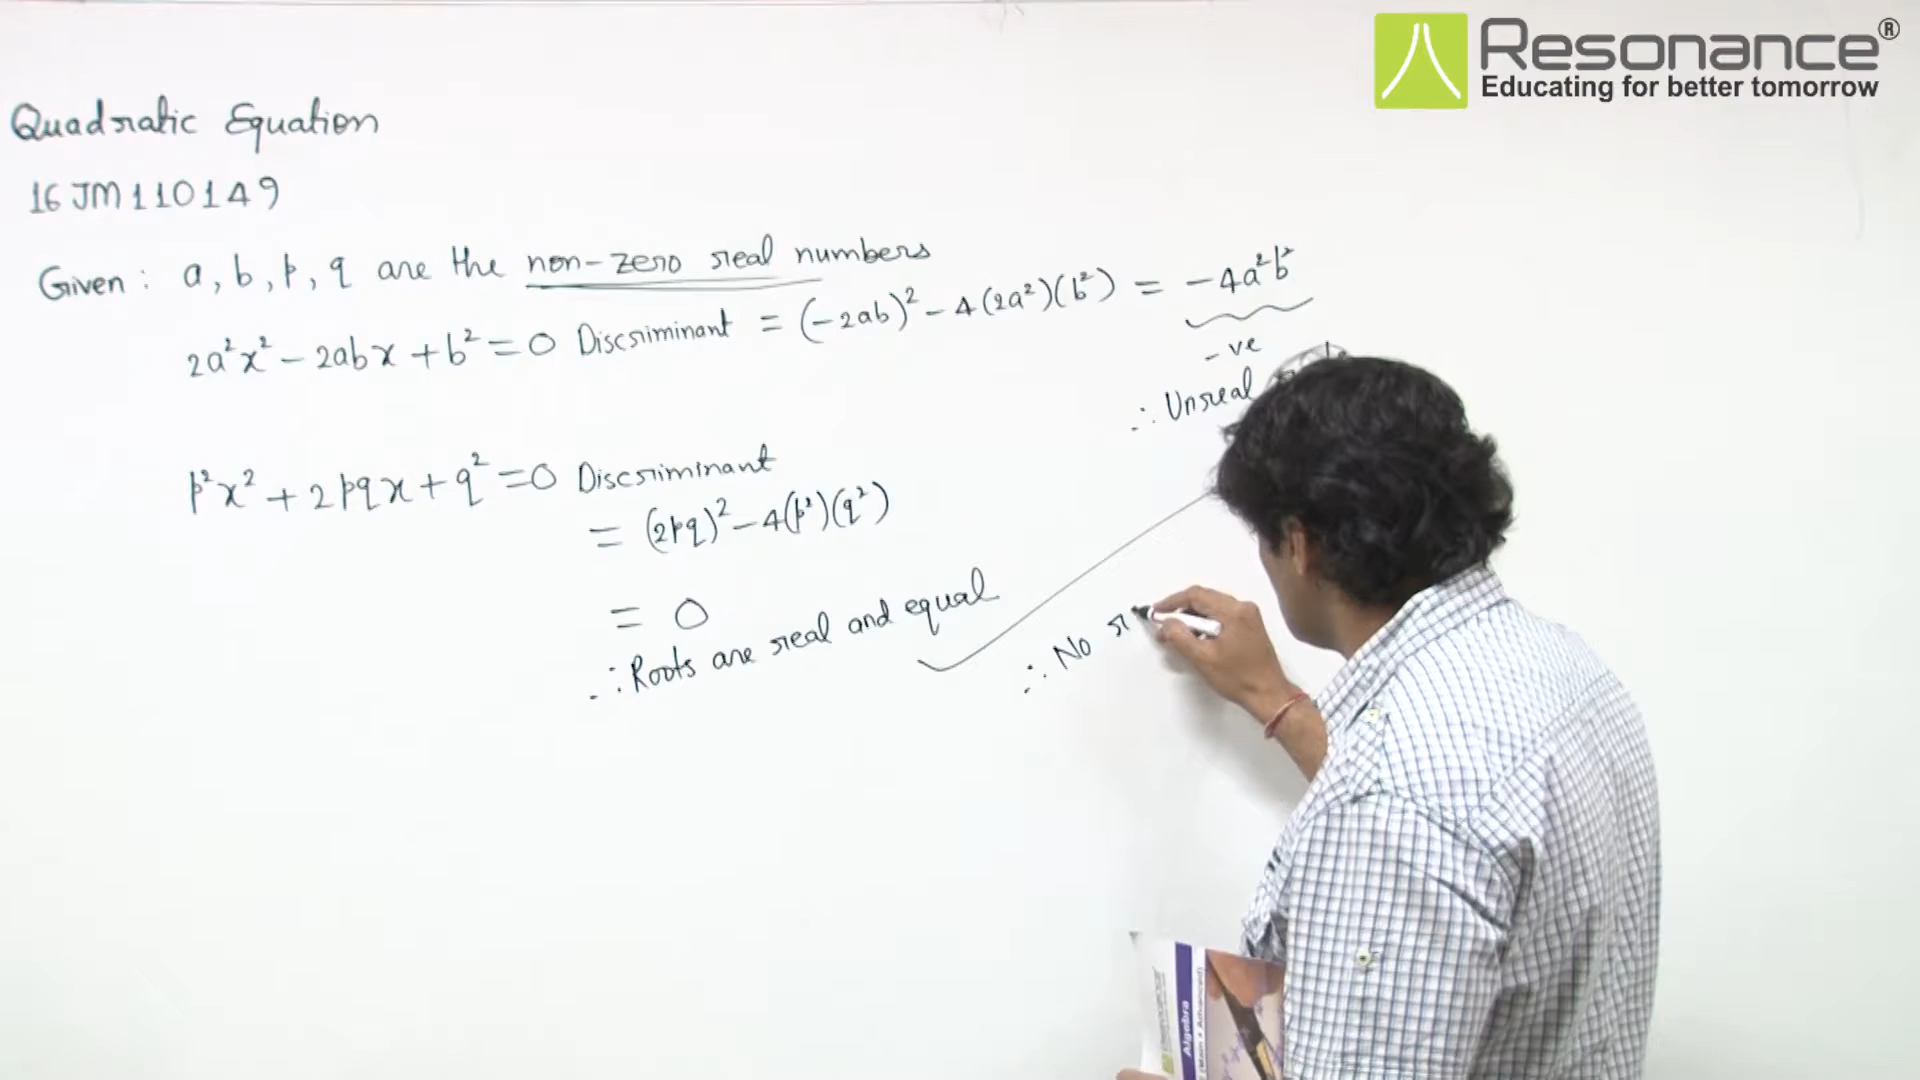 Resonance®
Educating for better tomorrow
Quadratic Equation
16JM110149
Given: a, b, p, q are the non-zero real numbers
2a²x² - 2abx + b² = 0 Discriminant = (-2ab)² - 4(2a²)(b²) = -4a²b²
-ve
∴ Unreal
p²x² + 2pqx + q² = 0 Discriminant
= (2pq)² - 4(p²)(q²)
= 0
∴ Roots are real and equal
∴ No
Algebra